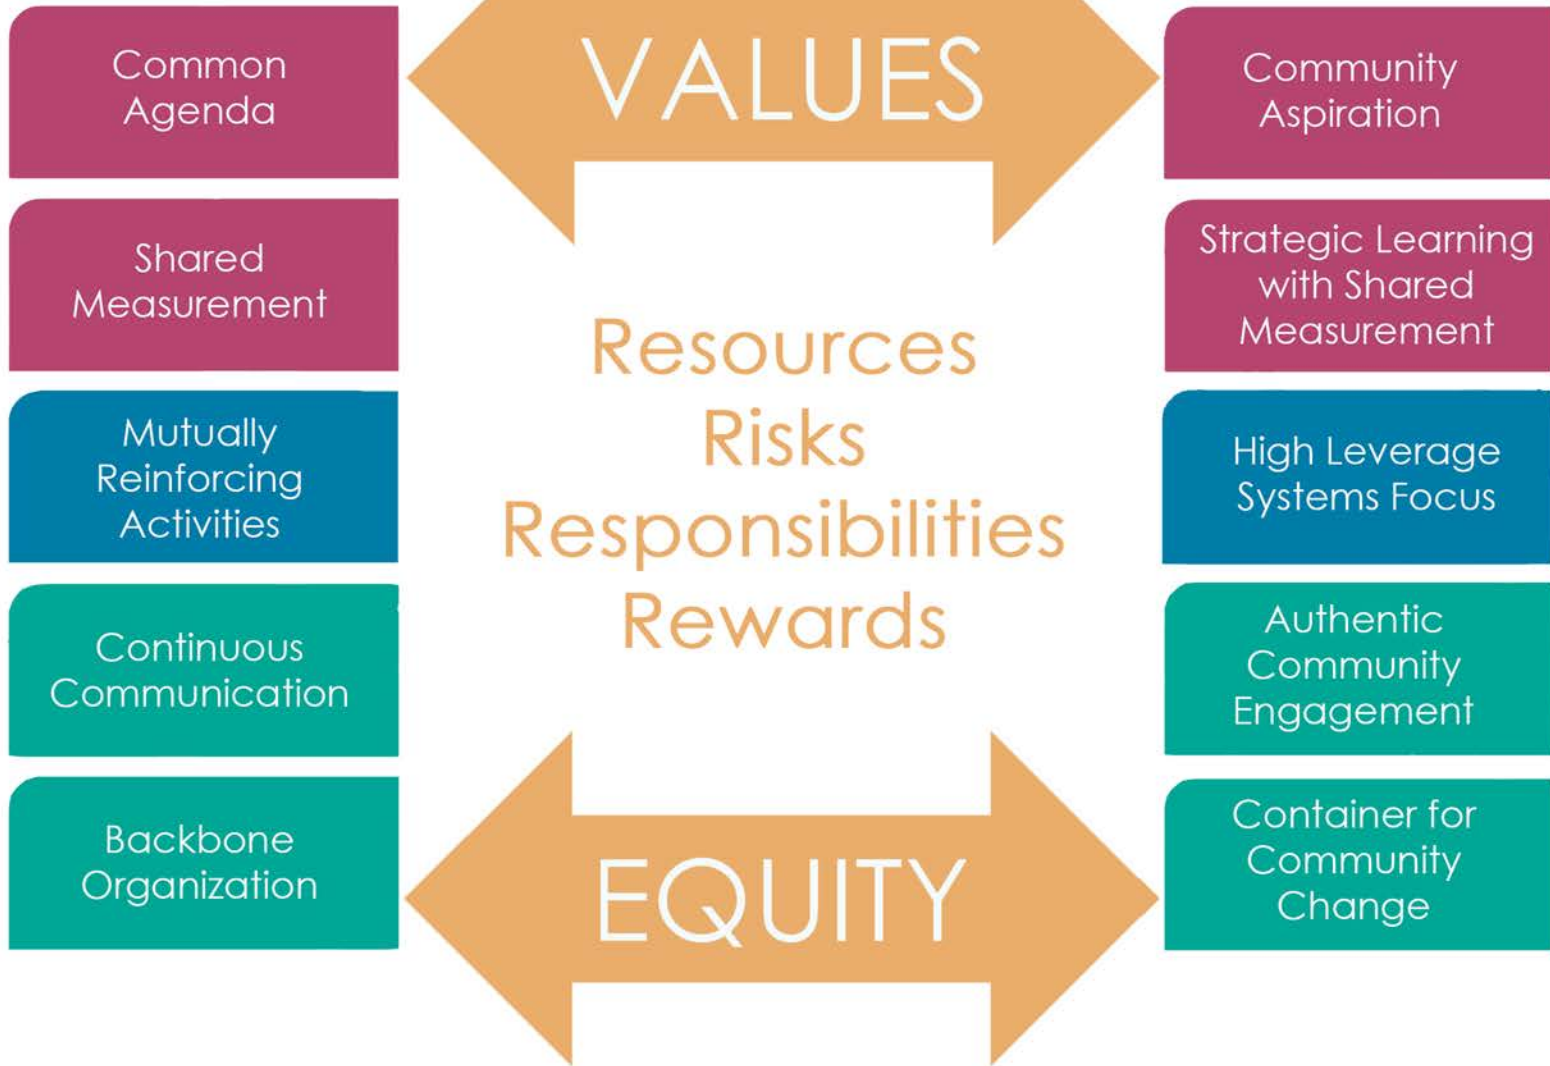 Common
Agenda
Shared
Measurement
Mutually
Reinforcing
Activities
Continuous
Communication
Backbone
Organization
VALUES
Resources
Risks
Responsibilities
Rewards
EQUITY
Community
Aspiration
Strategic Learning
with Shared
Measurement
High Leverage
Systems Focus
Authentic
Community
Engagement
Container for
Community
Change